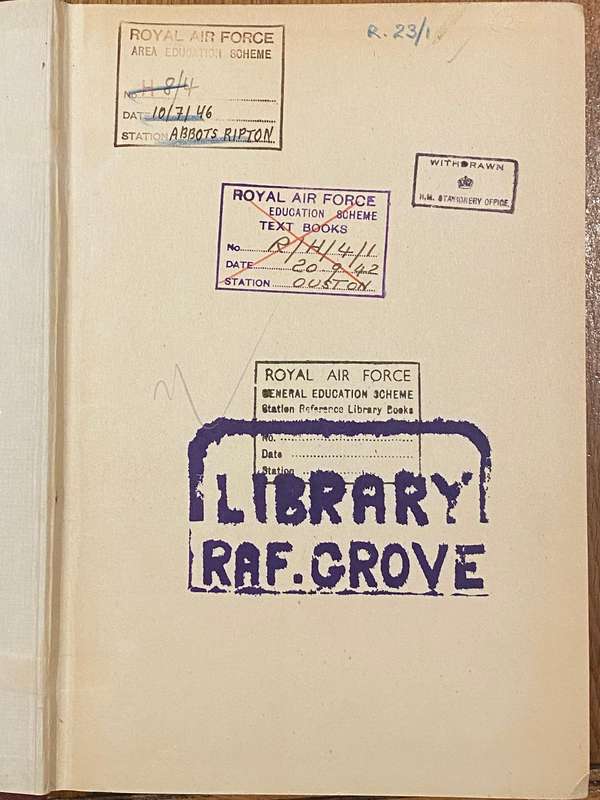 R. 23/1
ROYAL AIR FORCE
AREA EDUCATION SCHEME
No. H 8/4
DATE 10/7/46
STATION ABBOTS RIPTON
WITHDRAWN
H.M. STATIONERY OFFICE
ROYAL AIR FORCE
EDUCATION SCHEME
TEXT BOOKS
No. R/H/4/1
DATE 20.9.42
STATION OUSTON
ROYAL AIR FORCE
GENERAL EDUCATION SCHEME
Station Reference Library Books
No.
Date
Station
LIBRARY
RAF.GROVE